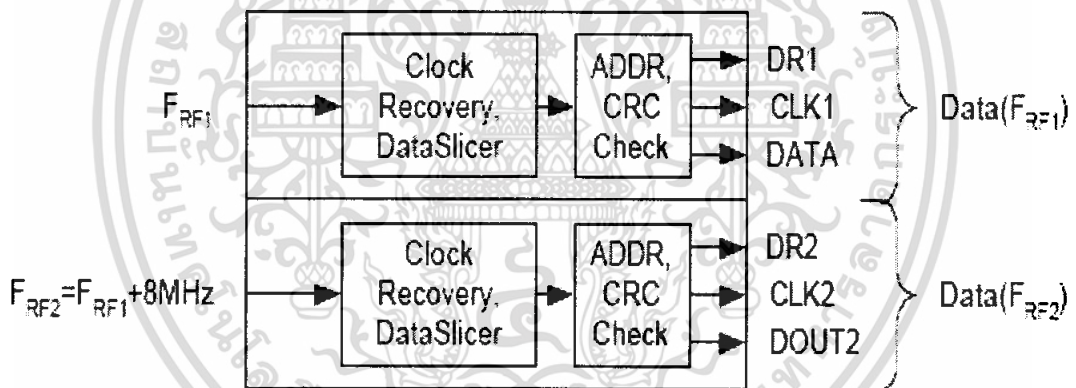 F_RF1
Clock
Recovery,
DataSlicer
ADDR,
CRC
Check
DR1
CLK1
DATA
Data(F_RF1)
F_RF2=F_RF1+8MHz
Clock
Recovery,
DataSlicer
ADDR,
CRC
Check
DR2
CLK2
DOUT2
Data(F_RF2)